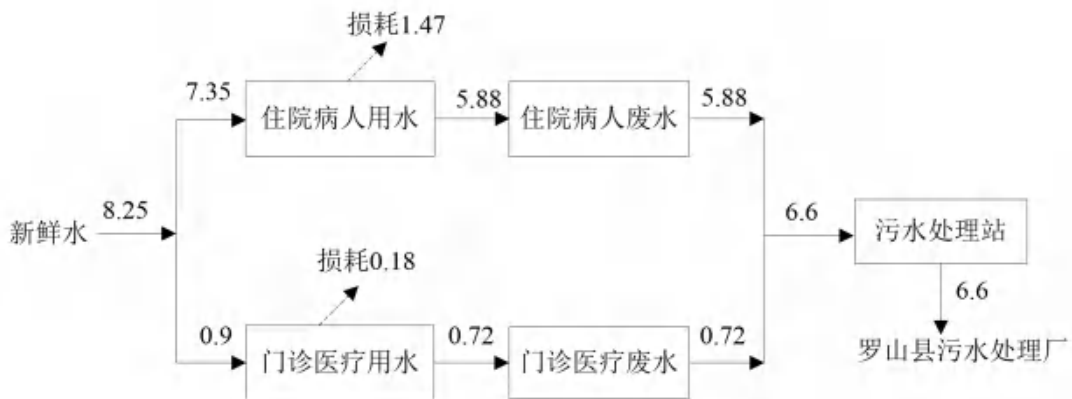 损耗1.47
7.35
住院病人用水
5.88
住院病人废水
5.88
新鲜水
8.25
6.6
污水处理站
损耗0.18
6.6
0.9
门诊医疗用水
0.72
门诊医疗废水
0.72
罗山县污水处理厂